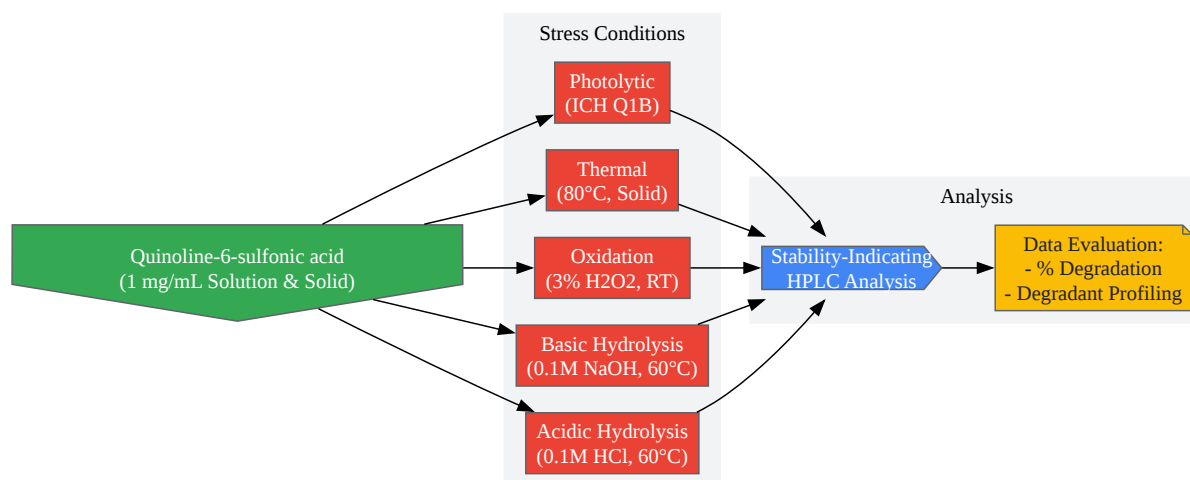 Stress Conditions
Photolytic
(ICH Q1B)
Thermal
(80°C, Solid)
Analysis
Quinoline-6-sulfonic acid
(1 mg/mL Solution & Solid)
Oxidation
(3% H2O2, RT)
Stability-Indicating
HPLC Analysis
Data Evaluation:
- % Degradation
- Degradant Profiling
Basic Hydrolysis
(0.1M NaOH, 60°C)
Acidic Hydrolysis
(0.1M HCl, 60°C)